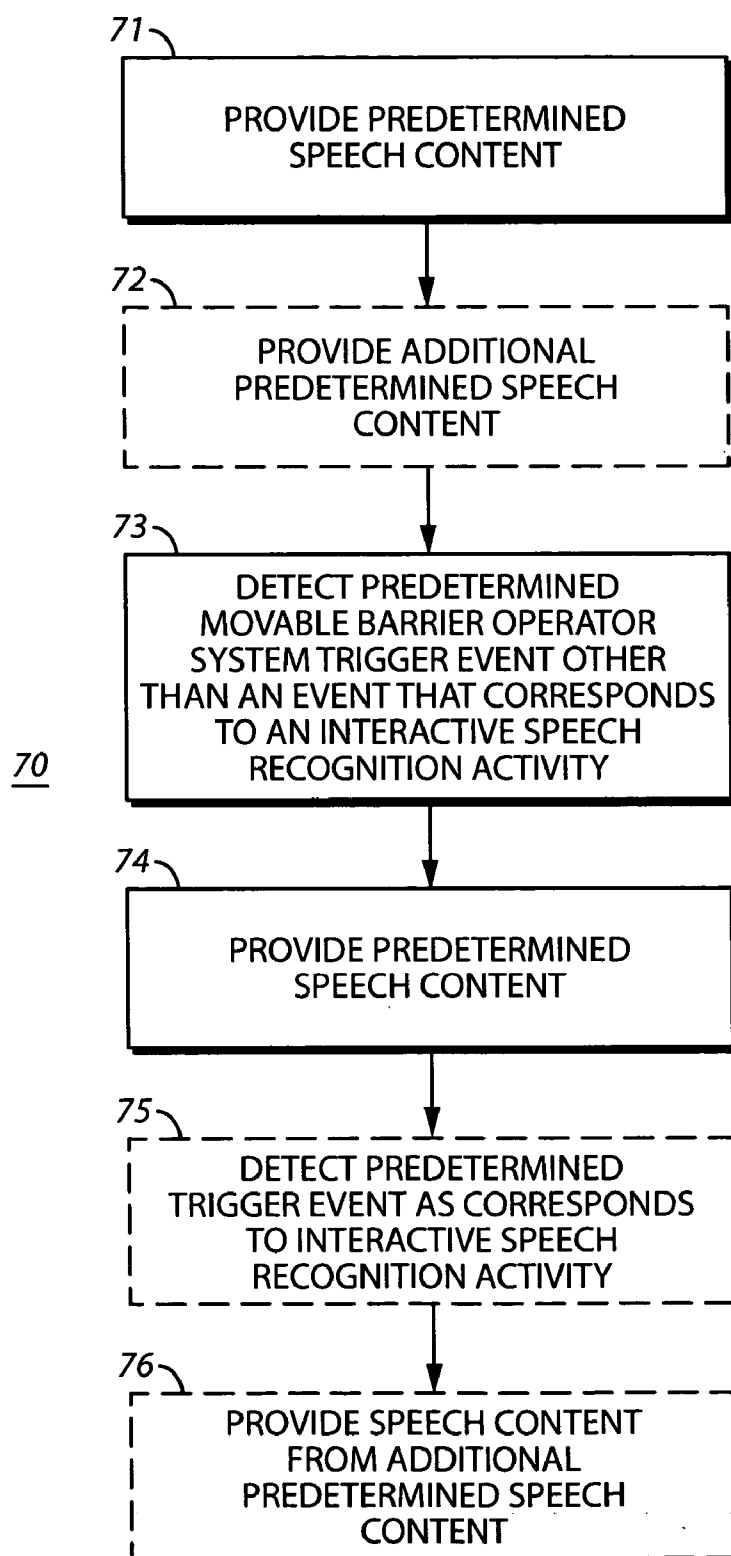 71
PROVIDE PREDETERMINED
SPEECH CONTENT
72
PROVIDE ADDITIONAL
PREDETERMINED SPEECH
CONTENT
73
DETECT PREDETERMINED
MOVABLE BARRIER OPERATOR
SYSTEM TRIGGER EVENT OTHER
THAN AN EVENT THAT CORRESPONDS
TO AN INTERACTIVE SPEECH
RECOGNITION ACTIVITY
70
74
PROVIDE PREDETERMINED
SPEECH CONTENT
75
DETECT PREDETERMINED
TRIGGER EVENT AS CORRESPONDS
TO INTERACTIVE SPEECH
RECOGNITION ACTIVITY
76
PROVIDE SPEECH CONTENT
FROM ADDITIONAL
PREDETERMINED SPEECH
CONTENT